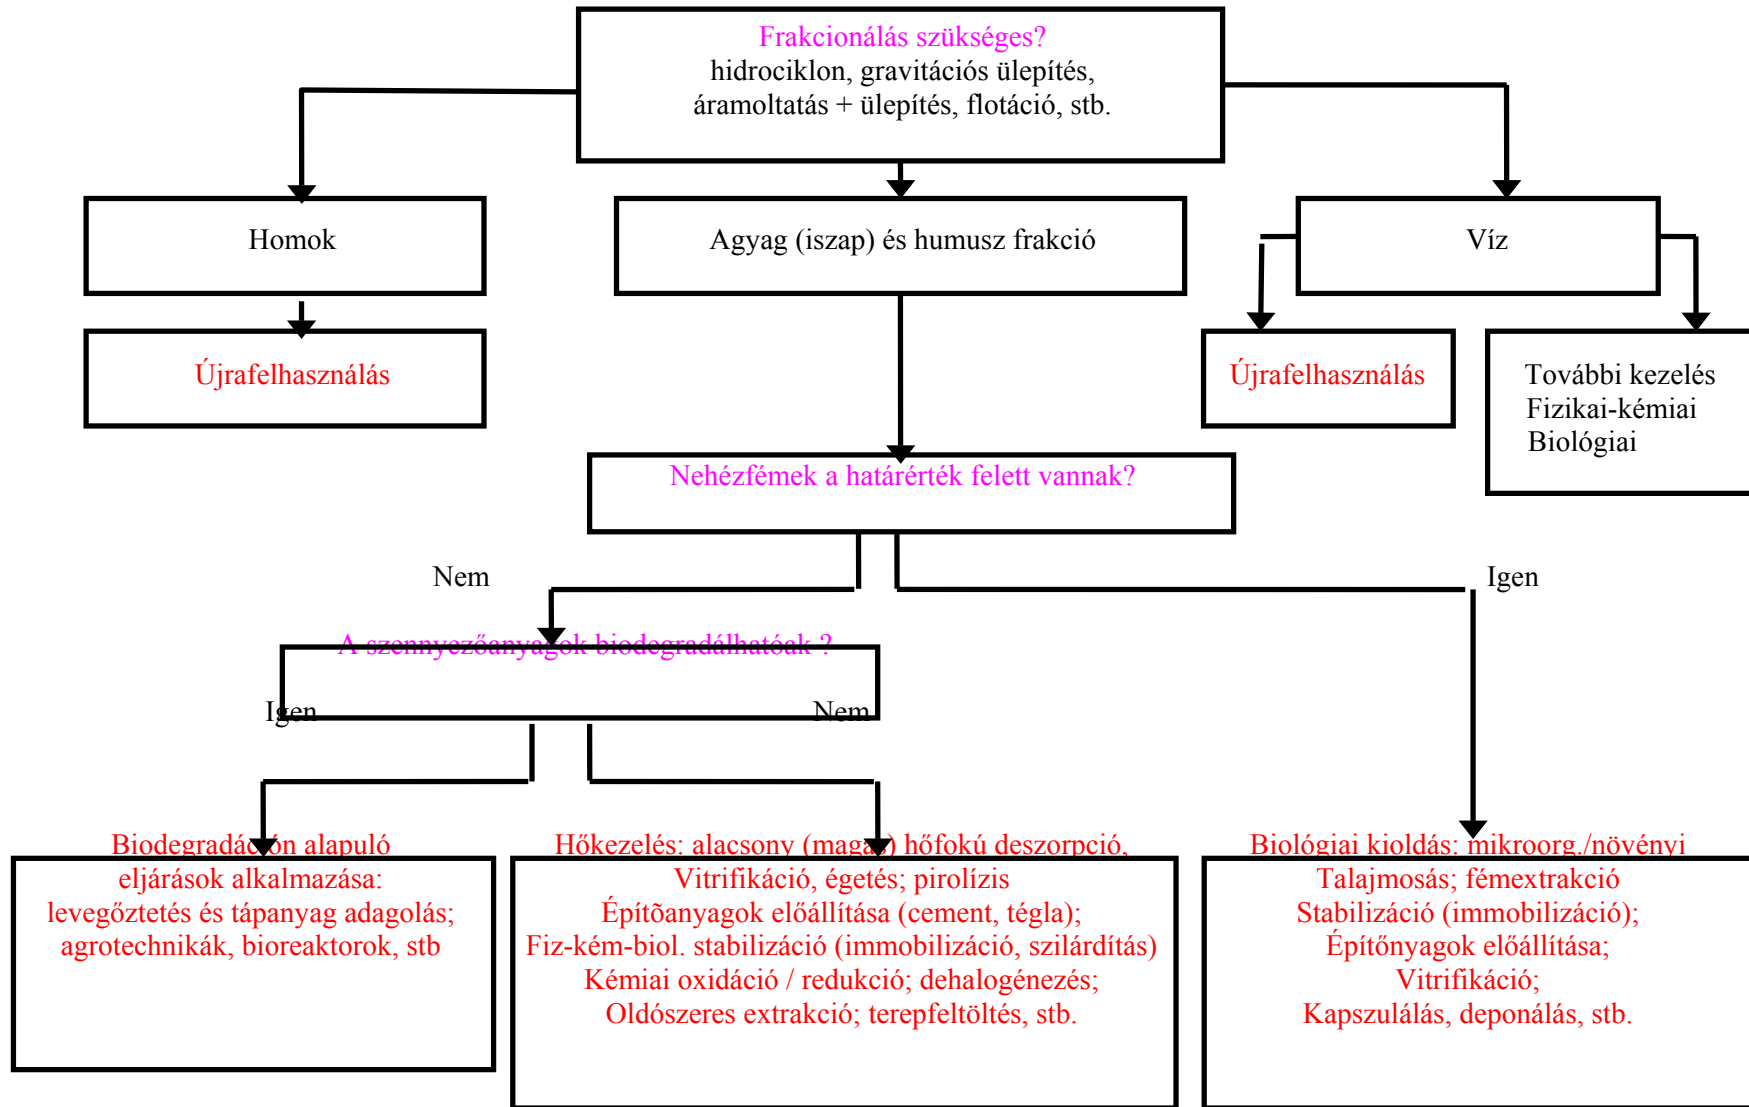 Frakcionálás szükséges?
hidrociklon, gravitációs ülepítés,
áramoltatás + ülepítés, flotáció, stb.
Homok
Agyag (iszap) és humusz frakció
Víz
Újrafelhasználás
Újrafelhasználás
További kezelés
Fizikai-kémiai
Biológiai
Nehézfémek a határérték felett vannak?
Nem
Igen
A szennyezőanyagok biodegradálhatóak ?
Igen
Nem
Biodegradáción alapuló
eljárások alkalmazása:
levegőztetés és tápanyag adagolás;
agrotechnikák, bioreaktorok, stb
Hőkezelés: alacsony (magas) hőfokú deszorpció,
Vitrifikáció, égetés; pirolízis
Építõanyagok előállítása (cement, tégla);
Fiz-kém-biol. stabilizáció (immobilizáció, szilárdítás)
Kémiai oxidáció / redukció; dehalogénezés;
Oldószeres extrakció; terepfeltöltés, stb.
Biológiai kioldás: mikroorg./növényi
Talajmosás; fémextrakció
Stabilizáció (immobilizáció);
Építőnyagok előállítása;
Vitrifikáció;
Kapszulálás, deponálás, stb.